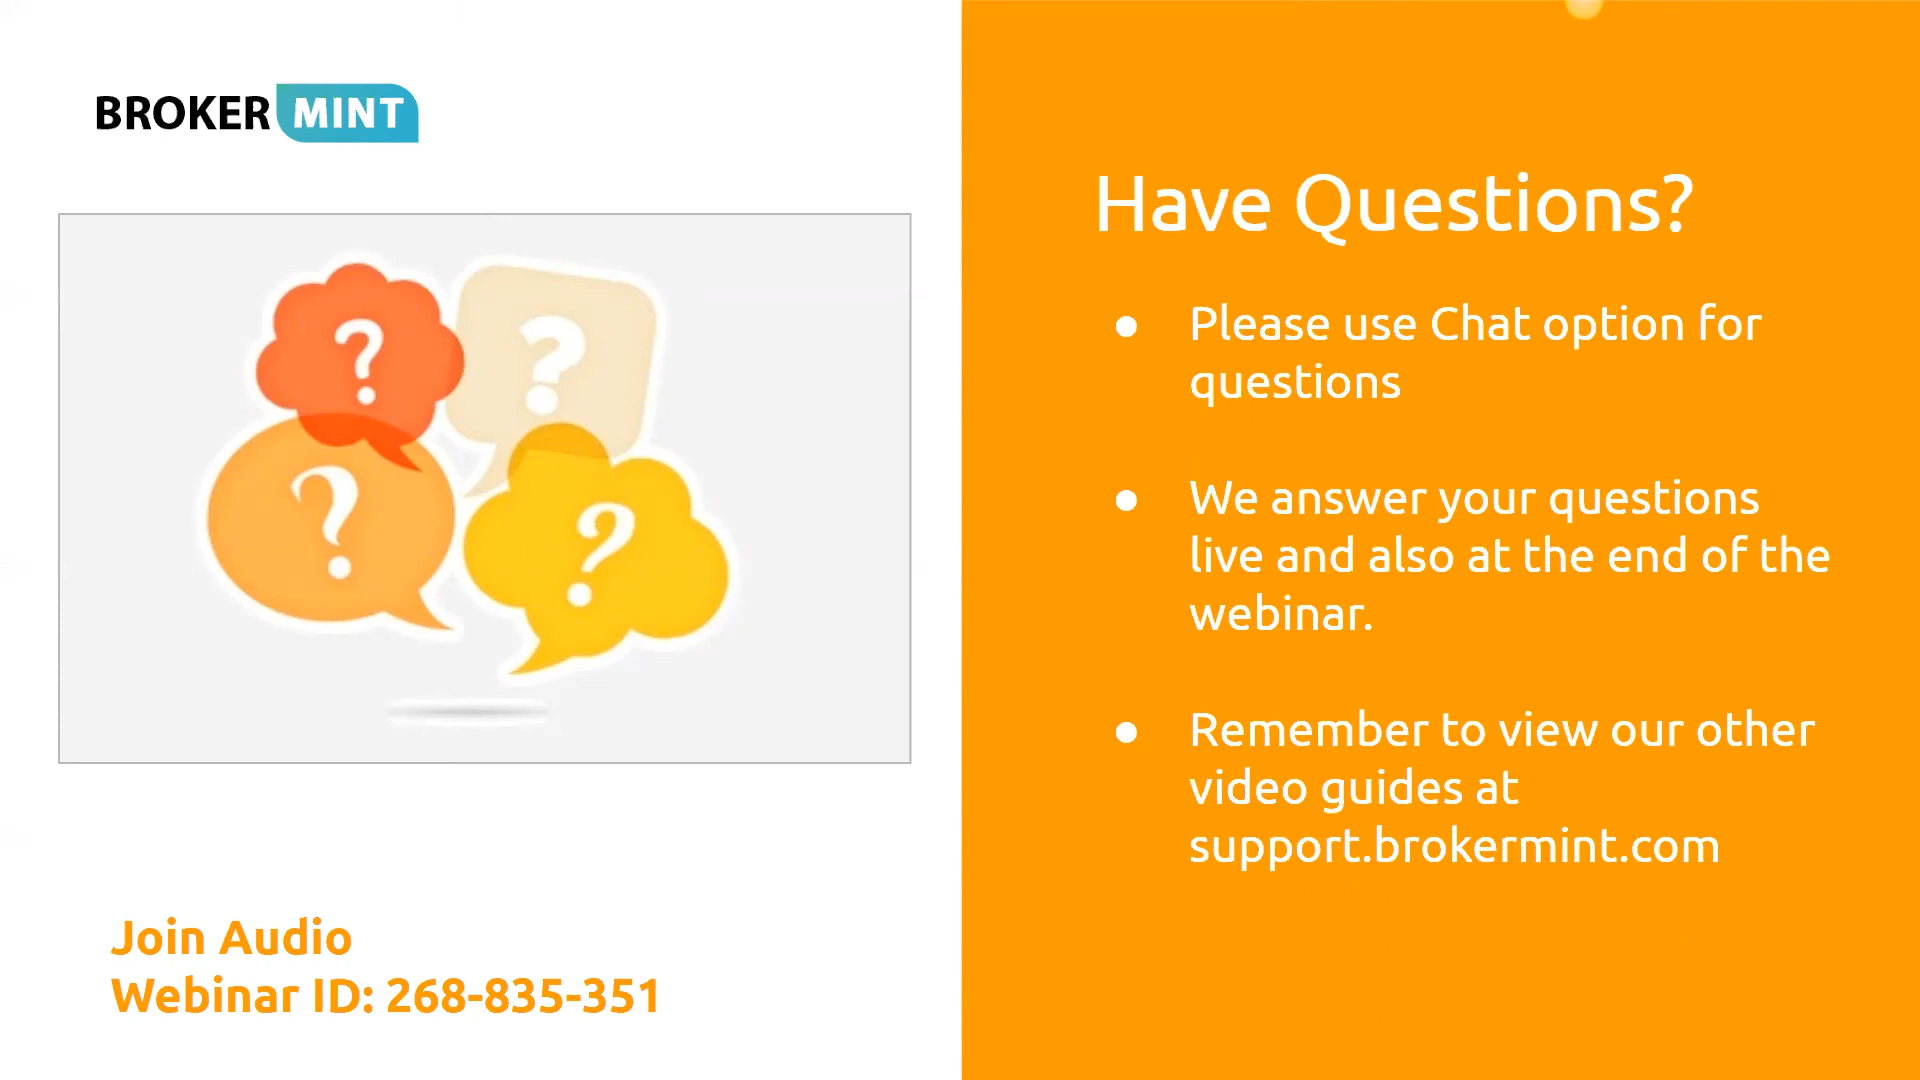 BROKER MINT
? ?
? ?
Join Audio
Webinar ID: 268-835-351
Have Questions?
● Please use Chat option for
questions
● We answer your questions
live and also at the end of the
webinar.
● Remember to view our other
video guides at
support.brokermint.com